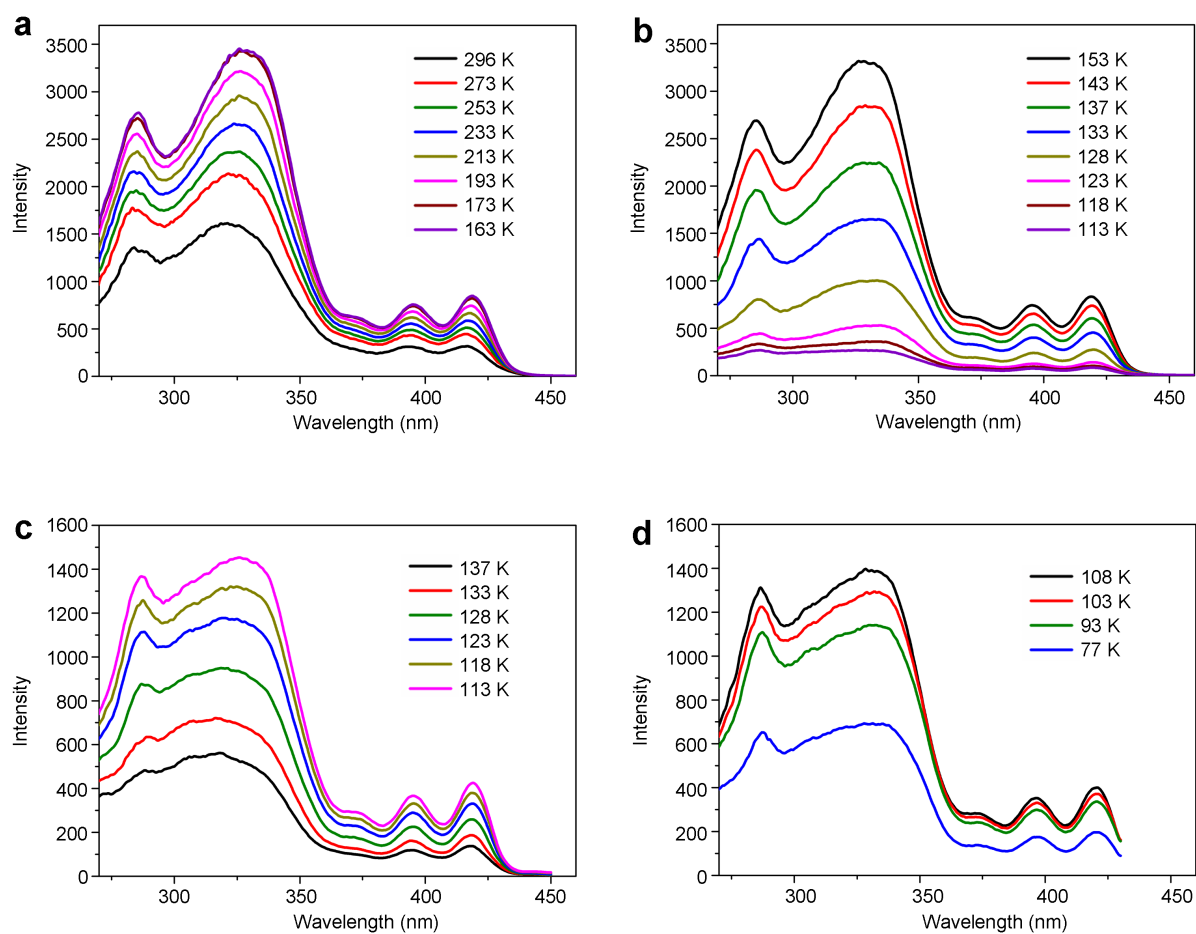 a
3500
3000
2500
2000
1500
1000
500
0
Intensity
296 K
273 K
253 K
233 K
213 K
193 K
173 K
163 K
300 350 400 450
Wavelength (nm)
b
3500
3000
2500
2000
1500
1000
500
0
Intensity
153 K
143 K
137 K
133 K
128 K
123 K
118 K
113 K
300 350 400 450
Wavelength (nm)
c
1600
1400
1200
1000
800
600
400
200
0
Intensity
137 K
133 K
128 K
123 K
118 K
113 K
300 350 400 450
Wavelength (nm)
d
1600
1400
1200
1000
800
600
400
200
0
Intensity
108 K
103 K
93 K
77 K
300 350 400 450
Wavelength (nm)